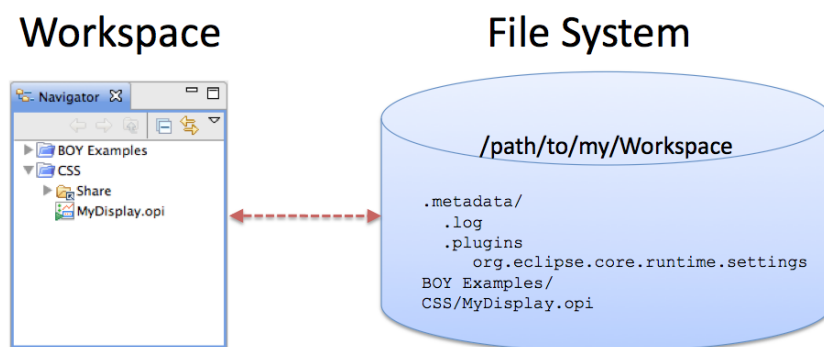 Workspace
File System
Navigator
BOY Examples
CSS
Share
MyDisplay.opi
/path/to/my/Workspace
.metadata/
.log
.plugins
org.eclipse.core.runtime.settings
BOY Examples/
CSS/MyDisplay.opi